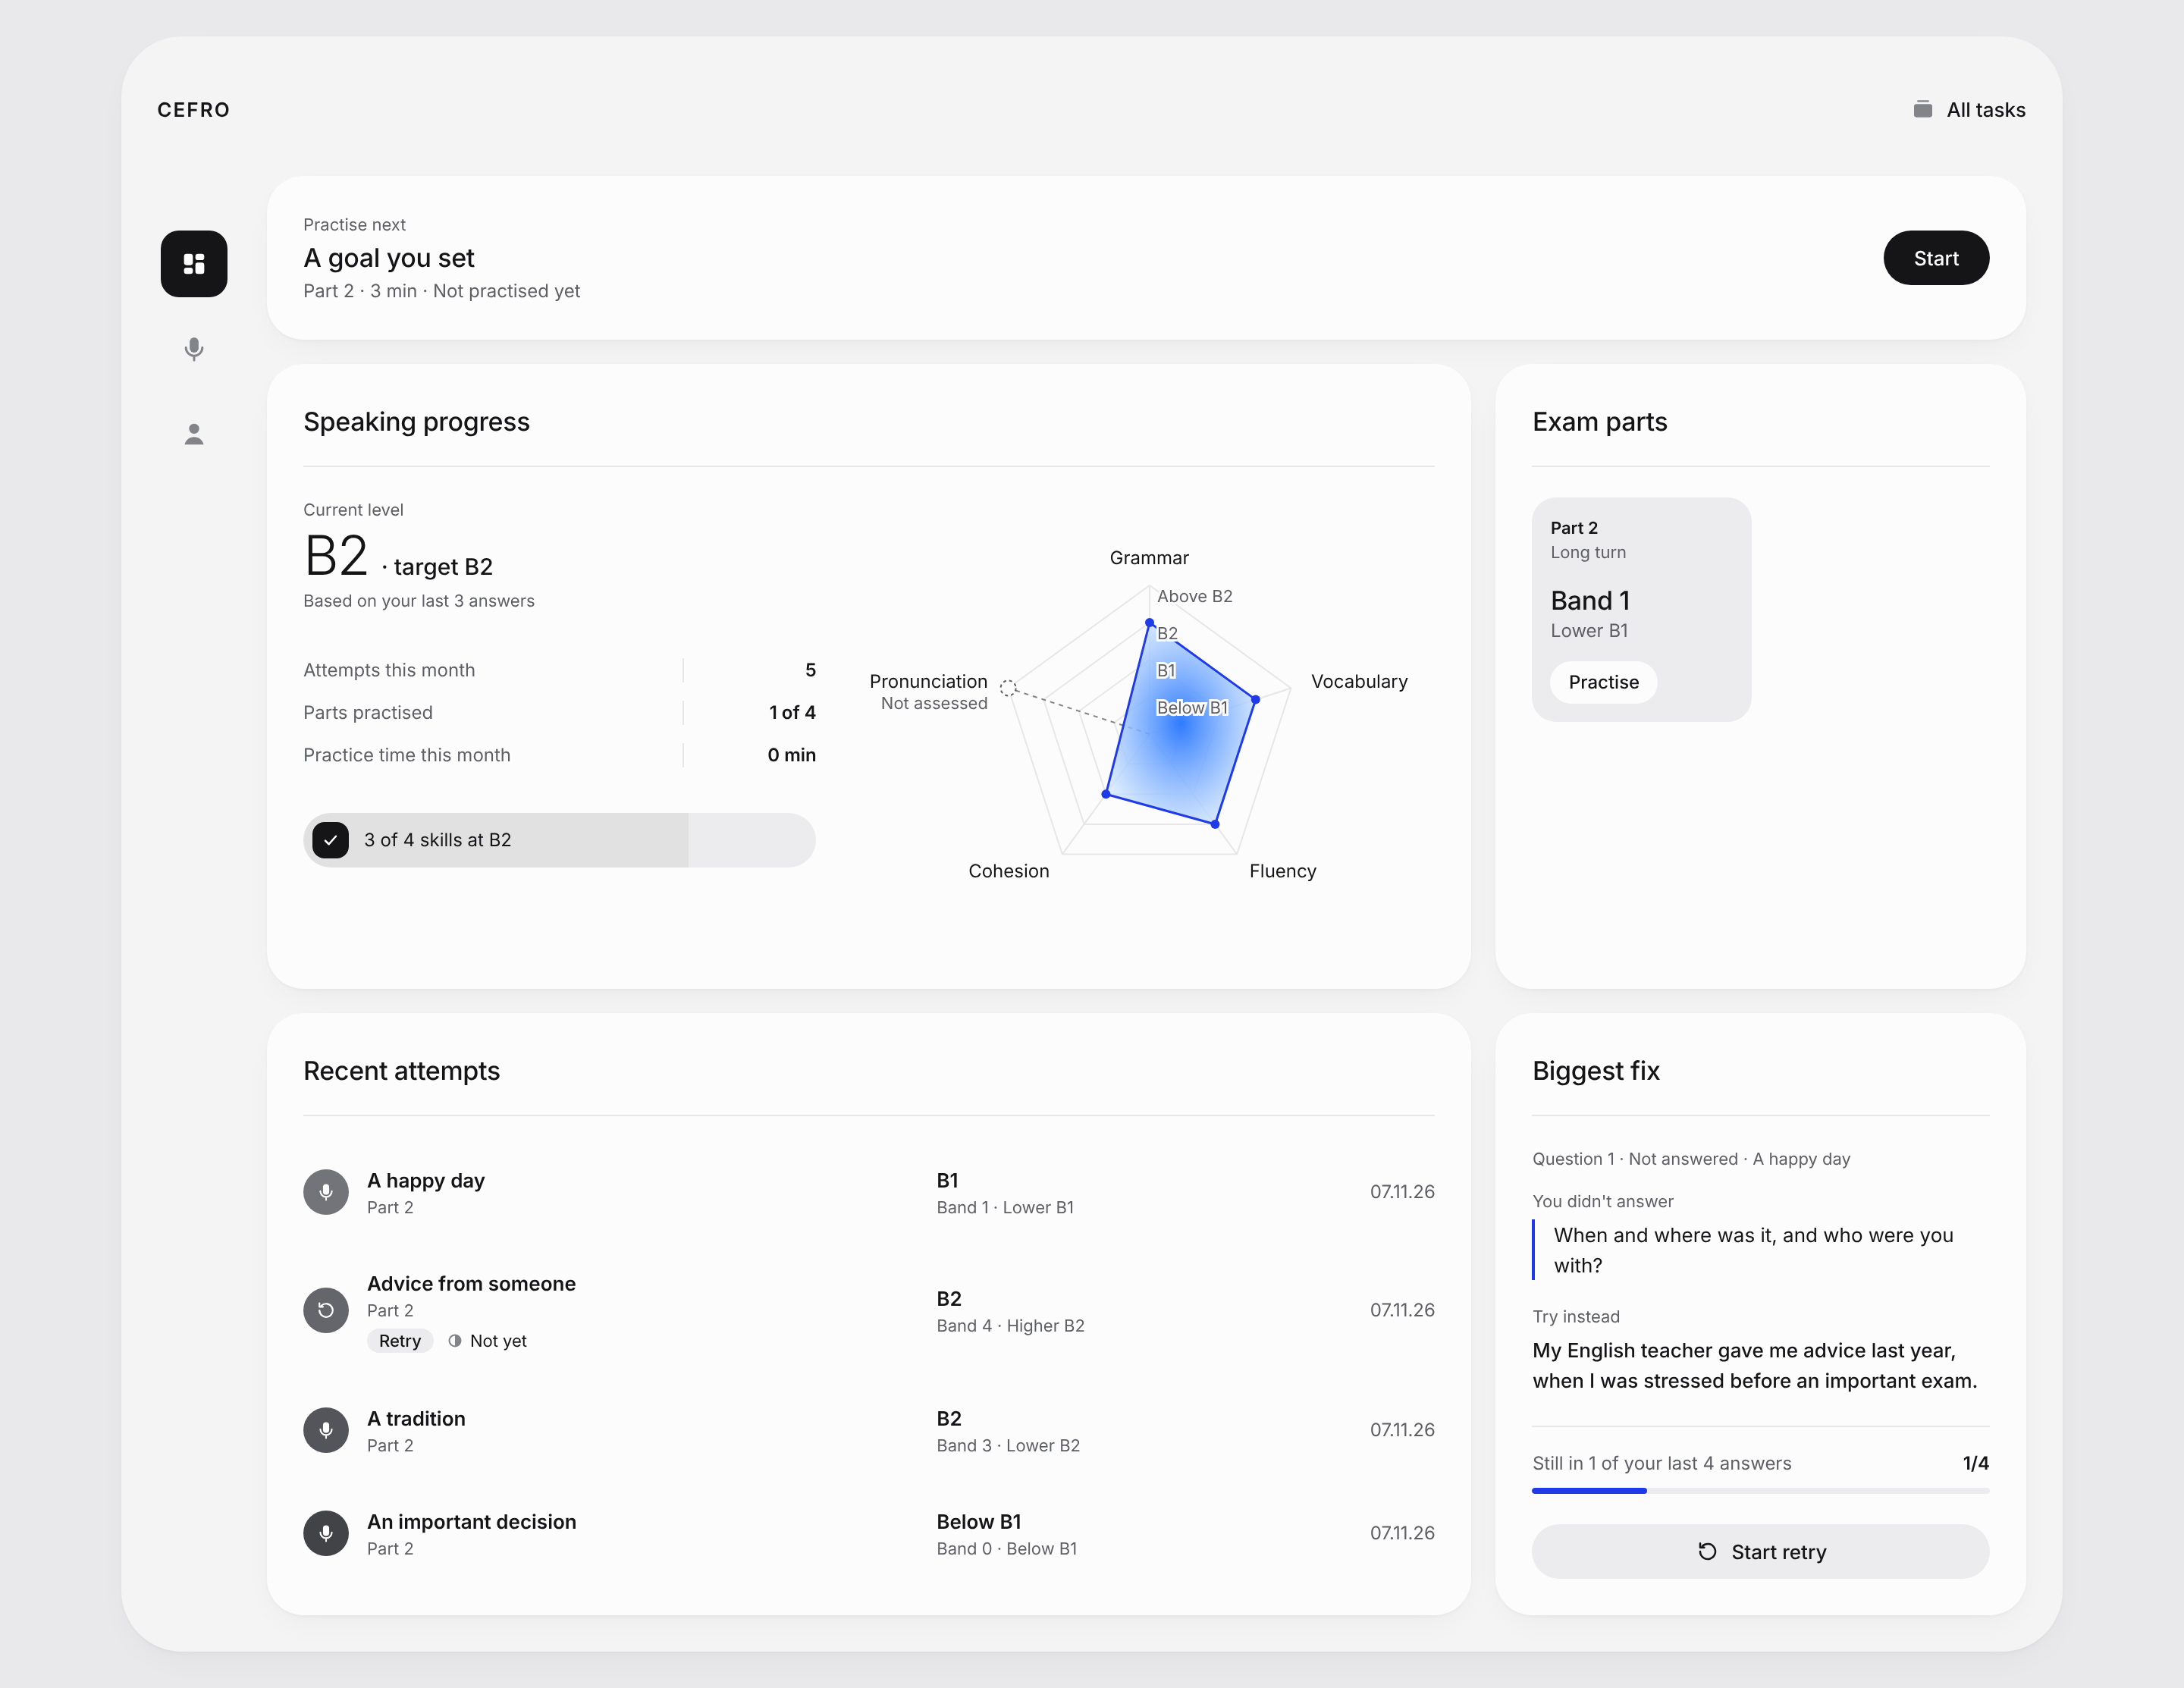 CEFRO
All tasks
Practise next
A goal you set
Part 2 · 3 min · Not practised yet
Start
Speaking progress
Current level
B2 · target B2
Based on your last 3 answers
Attempts this month 5
Parts practised 1 of 4
Practice time this month 0 min
3 of 4 skills at B2
Grammar
Above B2
B2
B1
Below B1
Pronunciation
Not assessed
Vocabulary
Cohesion
Fluency
Exam parts
Part 2
Long turn
Band 1
Lower B1
Practise
Recent attempts
A happy day
Part 2
B1
Band 1 · Lower B1
07.11.26
Advice from someone
Part 2
Retry
Not yet
B2
Band 4 · Higher B2
07.11.26
A tradition
Part 2
B2
Band 3 · Lower B2
07.11.26
An important decision
Part 2
Below B1
Band 0 · Below B1
07.11.26
Biggest fix
Question 1 · Not answered · A happy day
You didn't answer
When and where was it, and who were you
with?
Try instead
My English teacher gave me advice last year,
when I was stressed before an important exam.
Still in 1 of your last 4 answers 1/4
Start retry